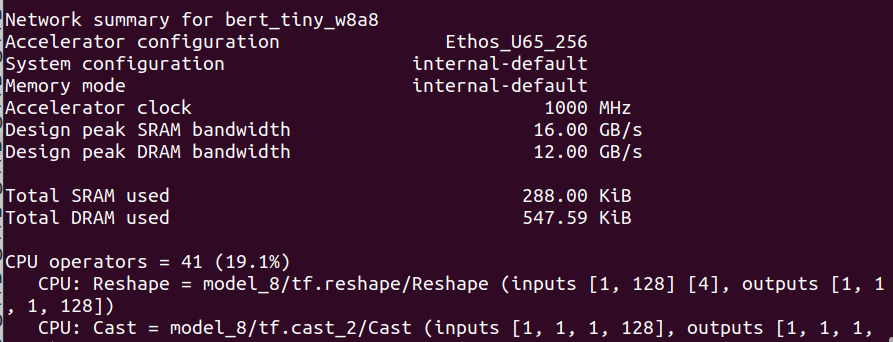 Network summary for bert_tiny_w8a8
Accelerator configuration Ethos_U65_256
System configuration internal-default
Memory mode internal-default
Accelerator clock 1000 MHz
Design peak SRAM bandwidth 16.00 GB/s
Design peak DRAM bandwidth 12.00 GB/s
Total SRAM used 288.00 KiB
Total DRAM used 547.59 KiB
CPU operators = 41 (19.1%)
CPU: Reshape = model_8/tf.reshape/Reshape (inputs [1, 128] [4], outputs [1, 1
, 1, 128])
CPU: Cast = model_8/tf.cast_2/Cast (inputs [1, 1, 1, 128], outputs [1, 1, 1,